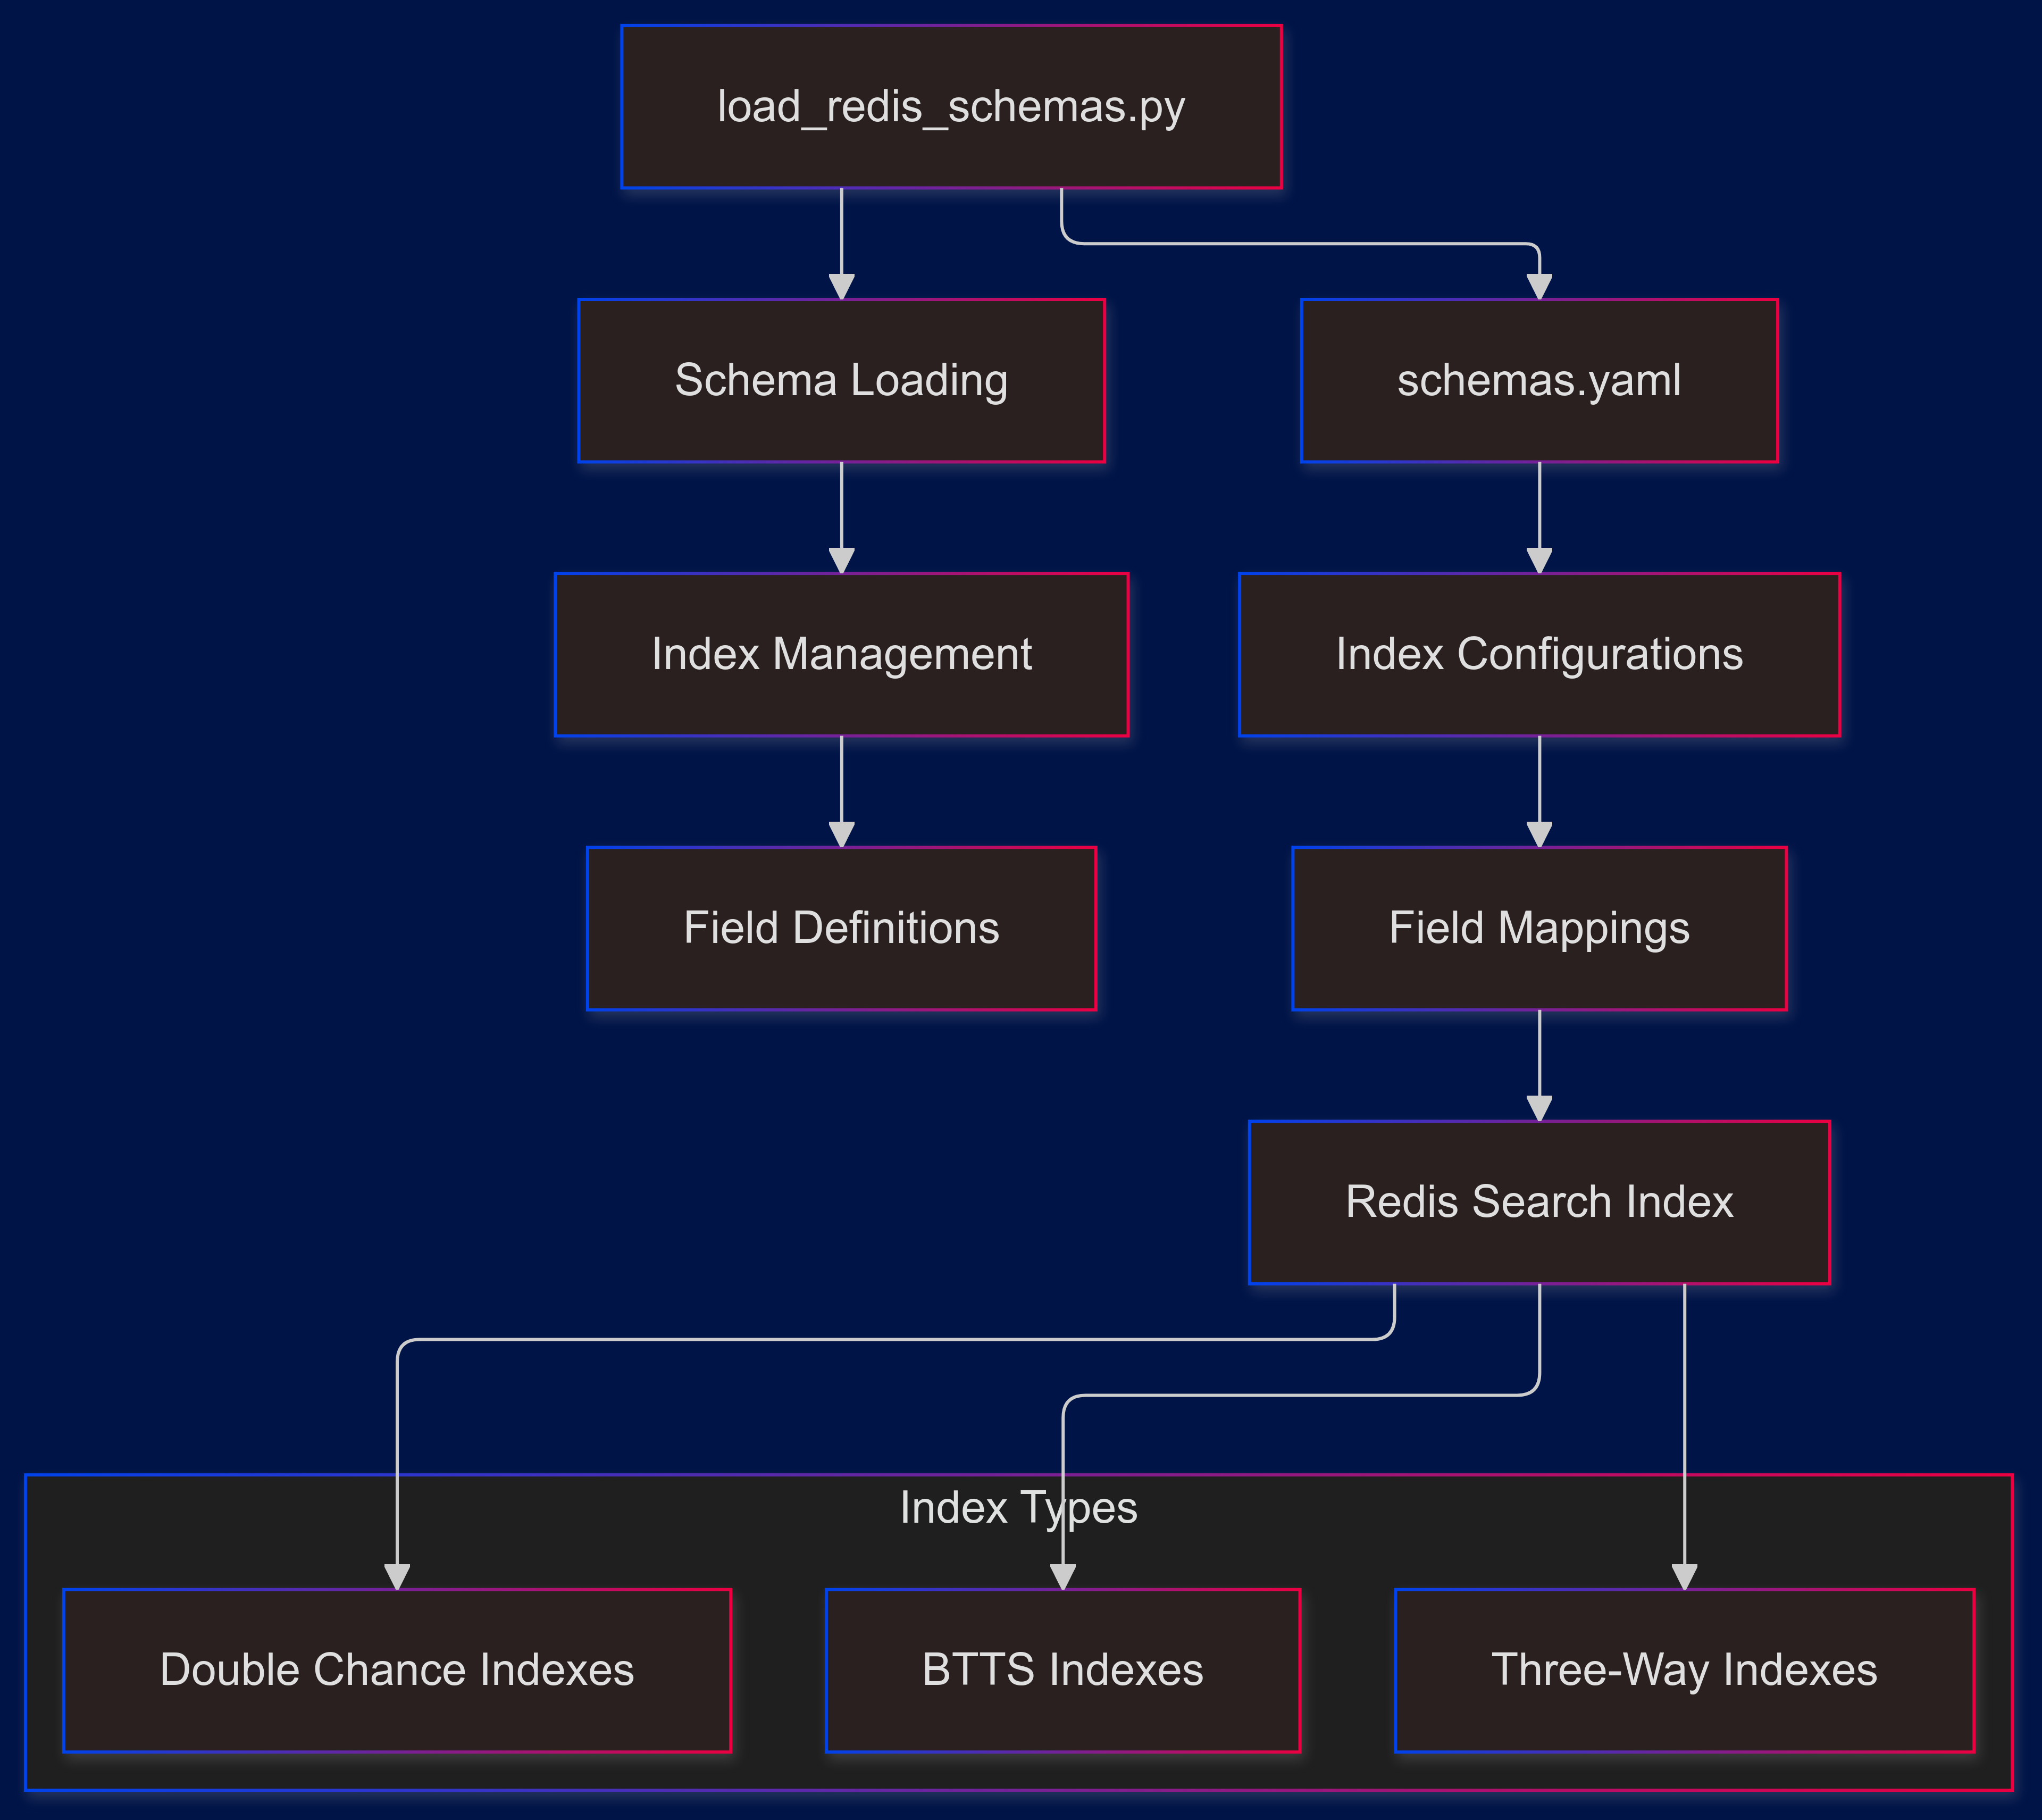 load_redis_schemas.py
Schema Loading
schemas.yaml
Index Management
Index Configurations
Field Definitions
Field Mappings
Redis Search Index
Index Types
Double Chance Indexes
BTTS Indexes
Three-Way Indexes